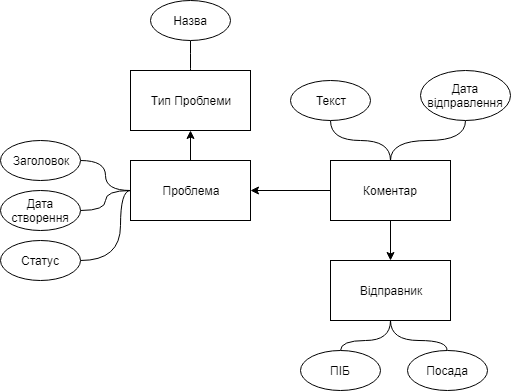 Назва
Тип Проблеми
Текст
Дата
відправлення
Заголовок
Проблема
Коментар
Дата
створення
Статус
Відправник
ПІБ
Посада